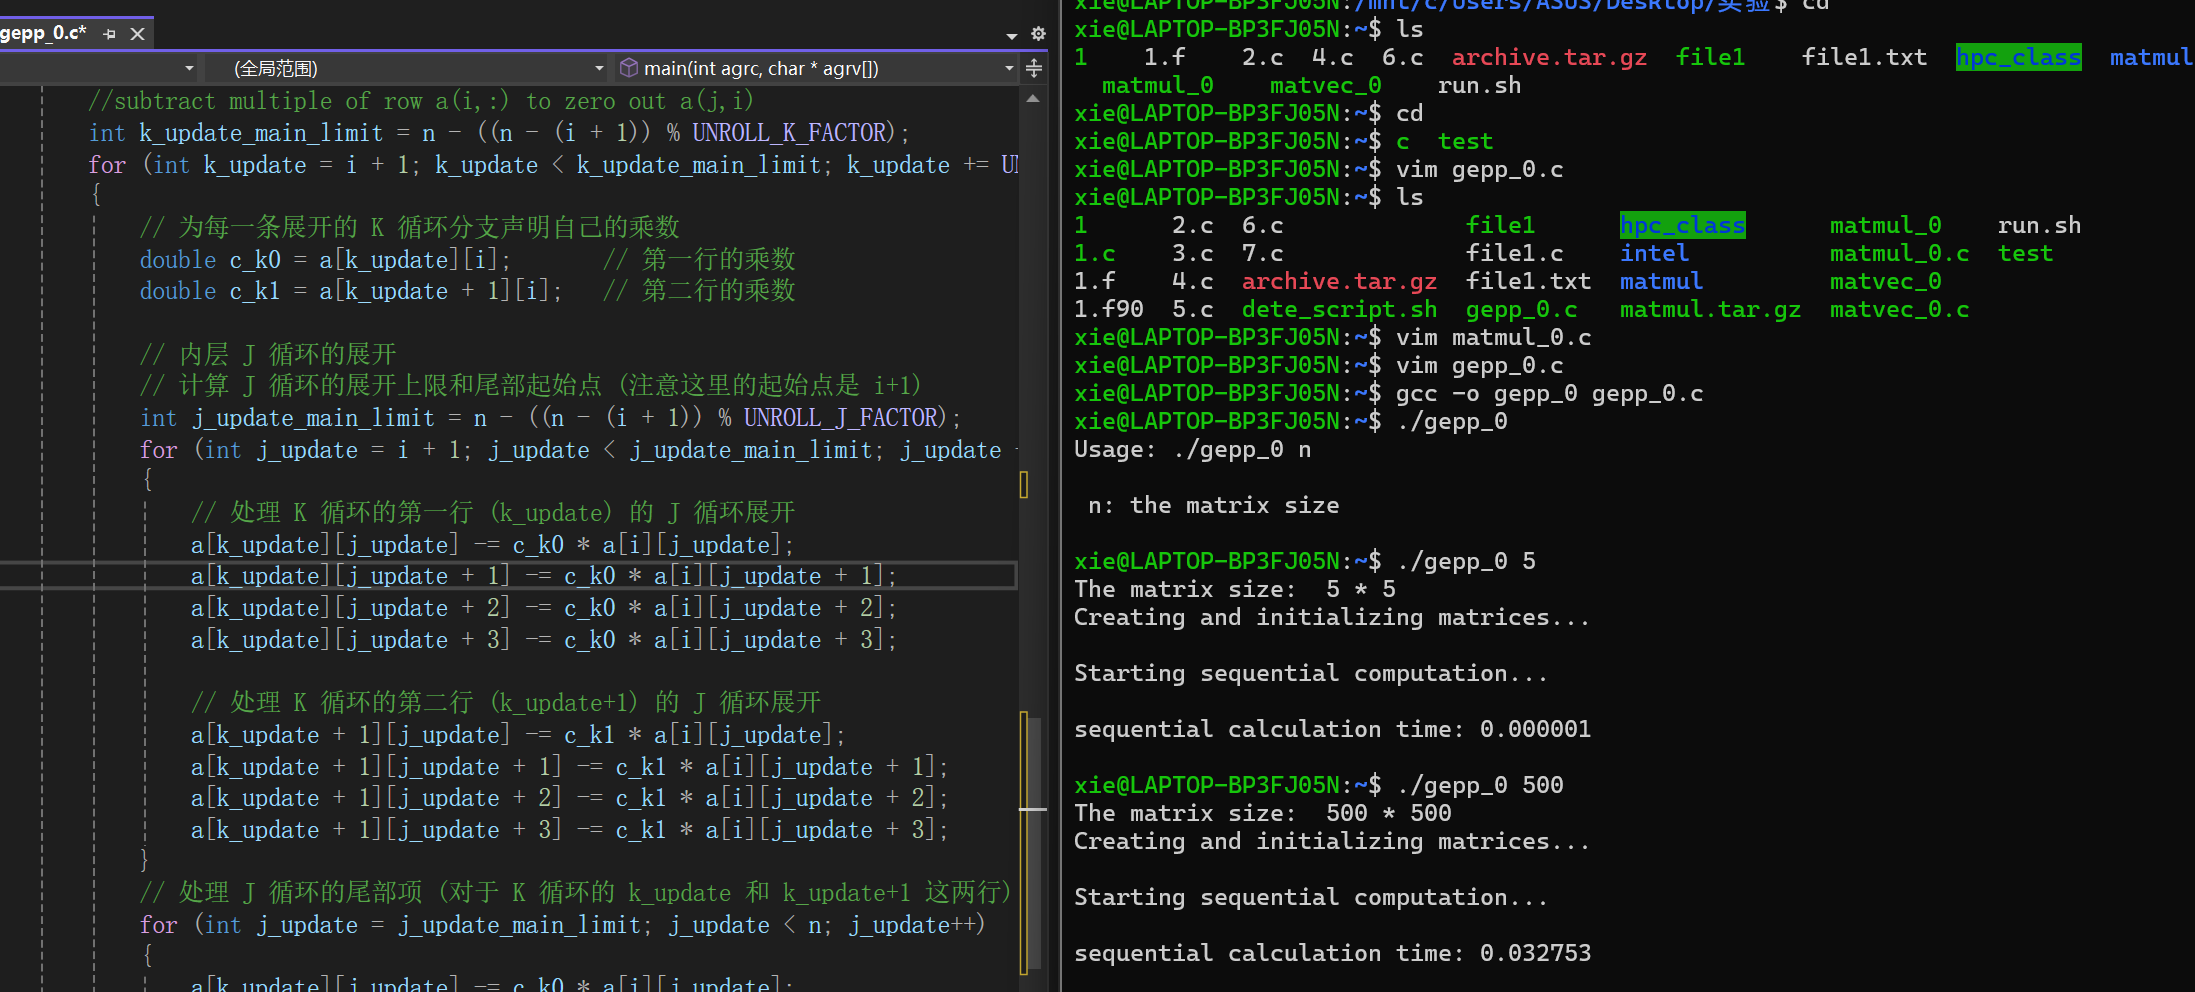 gepp_0.c*
(全局范围)
main(int agrc, char * agrv[])
//subtract multiple of row a(i,:) to zero out a(j,i)
int k_update_main_limit = n - ((n - (i + 1)) % UNROLL_K_FACTOR);
for (int k_update = i + 1; k_update < k_update_main_limit; k_update +=
{
// 为每一条展开的 K 循环分支声明自己的乘数
double c_k0 = a[k_update][i]; // 第一行的乘数
double c_k1 = a[k_update + 1][i]; // 第二行的乘数
// 内层 J 循环的展开
// 计算 J 循环的展开上限和尾部起始点 (注意这里的起始点是 i+1)
int j_update_main_limit = n - ((n - (i + 1)) % UNROLL_J_FACTOR);
for (int j_update = i + 1; j_update < j_update_main_limit; j_update
{
// 处理 K 循环的第一行 (k_update) 的 J 循环展开
a[k_update][j_update] -= c_k0 * a[i][j_update];
a[k_update][j_update + 1] -= c_k0 * a[i][j_update + 1];
a[k_update][j_update + 2] -= c_k0 * a[i][j_update + 2];
a[k_update][j_update + 3] -= c_k0 * a[i][j_update + 3];
// 处理 K 循环的第二行 (k_update+1) 的 J 循环展开
a[k_update + 1][j_update] -= c_k1 * a[i][j_update];
a[k_update + 1][j_update + 1] -= c_k1 * a[i][j_update + 1];
a[k_update + 1][j_update + 2] -= c_k1 * a[i][j_update + 2];
a[k_update + 1][j_update + 3] -= c_k1 * a[i][j_update + 3];
}
// 处理 J 循环的尾部项 (对于 K 循环的 k_update 和 k_update+1 这两行)
for (int j_update = j_update_main_limit; j_update < n; j_update++)
{
a[k_update][j_update] -= c_k0 * a[i][j_update];
xie@LAPTOP-BP3FJ05N:/mnt/c/Users/ASUS/Desktop/实验$ cd
xie@LAPTOP-BP3FJ05N:~$ ls
1 1.f 2.c 4.c 6.c archive.tar.gz file1 file1.txt hpc_class matmul
matmul_0 matvec_0 run.sh
xie@LAPTOP-BP3FJ05N:~$ cd
xie@LAPTOP-BP3FJ05N:~$ c test
xie@LAPTOP-BP3FJ05N:~$ vim gepp_0.c
xie@LAPTOP-BP3FJ05N:~$ ls
1 2.c 6.c file1 hpc_class matmul_0 run.sh
1.c 3.c 7.c file1.c intel matmul_0.c test
1.f 4.c archive.tar.gz file1.txt matmul matvec_0
1.f90 5.c dete_script.sh gepp_0.c matmul.tar.gz matvec_0.c
xie@LAPTOP-BP3FJ05N:~$ vim matmul_0.c
xie@LAPTOP-BP3FJ05N:~$ vim gepp_0.c
xie@LAPTOP-BP3FJ05N:~$ gcc -o gepp_0 gepp_0.c
xie@LAPTOP-BP3FJ05N:~$ ./gepp_0
Usage: ./gepp_0 n
n: the matrix size
xie@LAPTOP-BP3FJ05N:~$ ./gepp_0 5
The matrix size: 5 * 5
Creating and initializing matrices...
Starting sequential computation...
sequential calculation time: 0.000001
xie@LAPTOP-BP3FJ05N:~$ ./gepp_0 500
The matrix size: 500 * 500
Creating and initializing matrices...
Starting sequential computation...
sequential calculation time: 0.032753